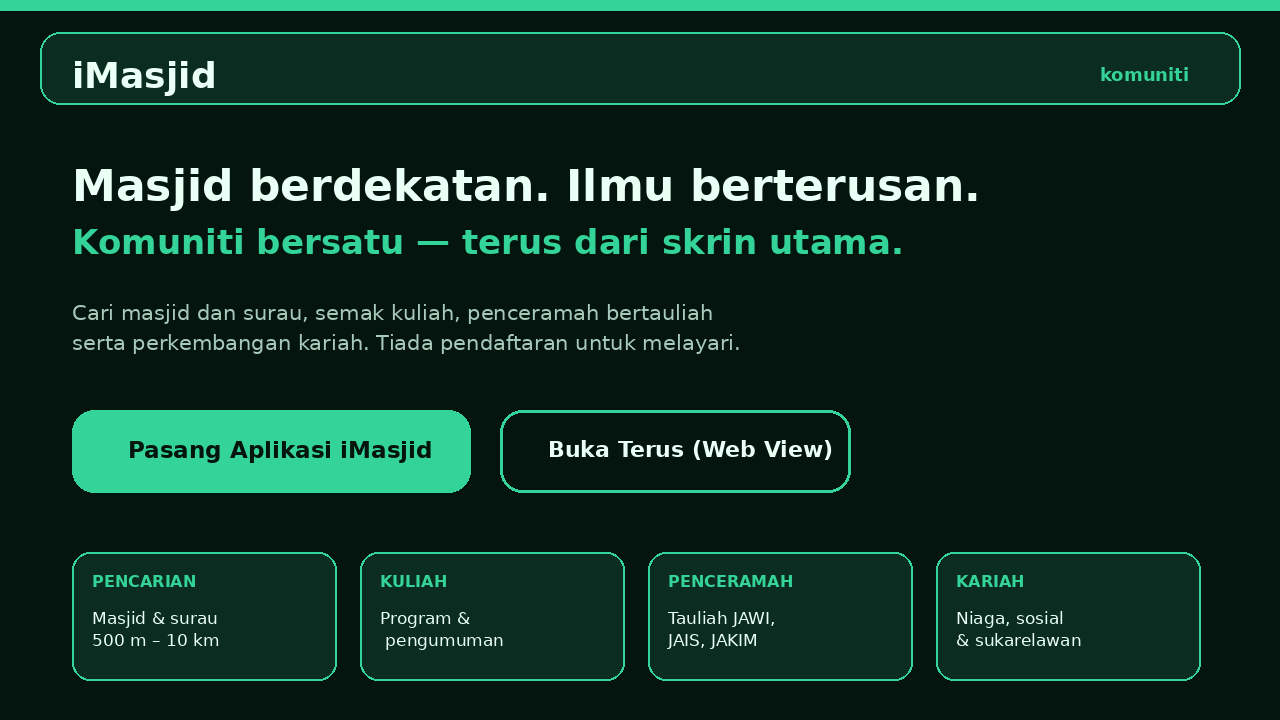 iMasjid
komuniti
Masjid berdekatan. Ilmu berterusan.
Komuniti bersatu — terus dari skrin utama.
Cari masjid dan surau, semak kuliah, penceramah bertauliah
serta perkembangan kariah. Tiada pendaftaran untuk melayari.
Pasang Aplikasi iMasjid
Buka Terus (Web View)
PENCARIAN
Masjid & surau
500 m – 10 km
KULIAH
Program &
pengumuman
PENCERAMAH
Tauliah JAWI,
JAIS, JAKIM
KARIAH
Niaga, sosial
& sukarelawan